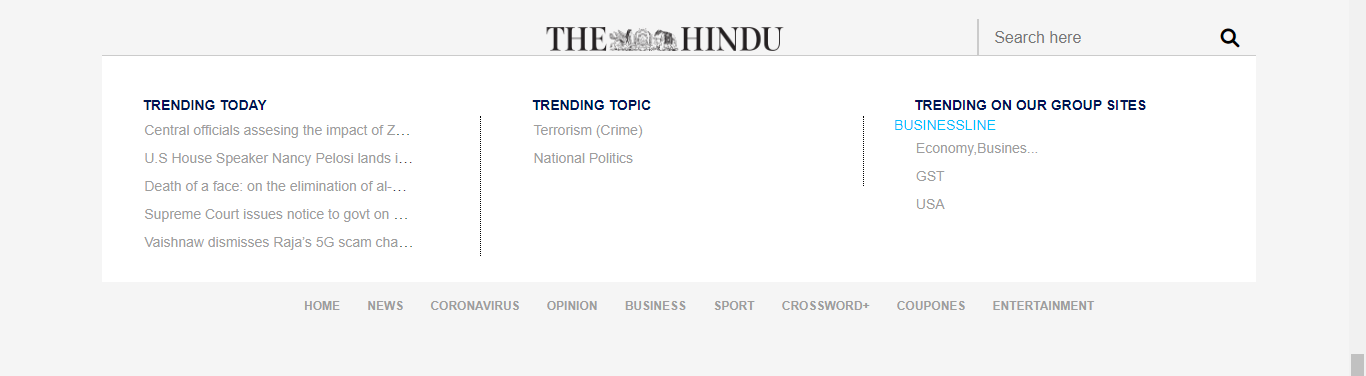 THE HINDU
Search here
TRENDING TODAY
Central officials assesing the impact of Z...
U.S House Speaker Nancy Pelosi lands i...
Death of a face: on the elimination of al-...
Supreme Court issues notice to govt on ...
Vaishnaw dismisses Raja's 5G scam cha...
TRENDING TOPIC
Terrorism (Crime)
National Politics
TRENDING ON OUR GROUP SITES
BUSINESSLINE
Economy,Busines...
GST
USA
HOME NEWS CORONAVIRUS OPINION BUSINESS SPORT CROSSWORD+ COUPONES ENTERTAINMENT